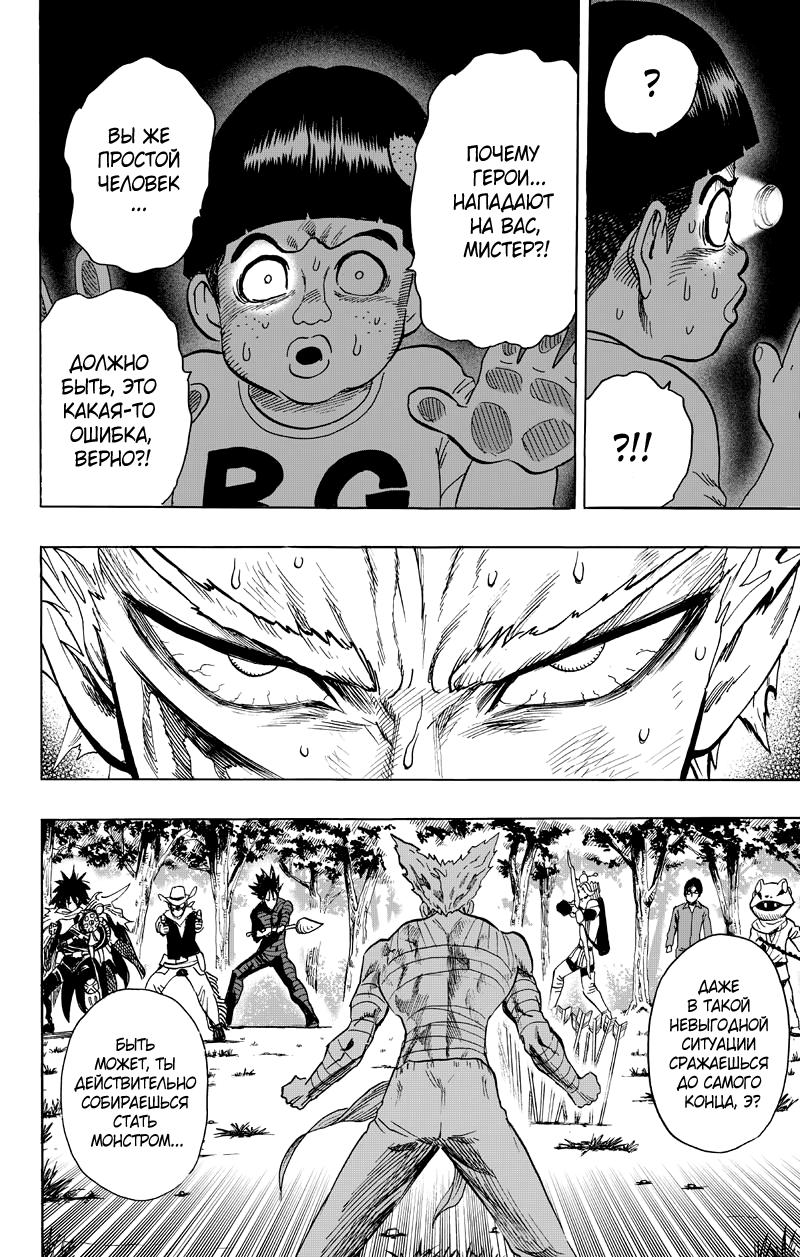 ?
?!!
ПОЧЕМУ
ГЕРОИ...
НАПАДАЮТ
НА ВАС,
МИСТЕР?!
ВЫ ЖЕ
ПРОСТОЙ
ЧЕЛОВЕК
...
ДОЛЖНО
БЫТЬ, ЭТО
КАКАЯ-ТО
ОШИБКА,
ВЕРНО?!
BG
ДАЖЕ
В ТАКОЙ
НЕВЫГОДНОЙ
СИТУАЦИИ
СРАЖАЕШЬСЯ
ДО САМОГО
КОНЦА, Э?
БЫТЬ
МОЖЕТ, ТЫ
ДЕЙСТВИТЕЛЬНО
СОБИРАЕШЬСЯ
СТАТЬ
МОНСТРОМ...